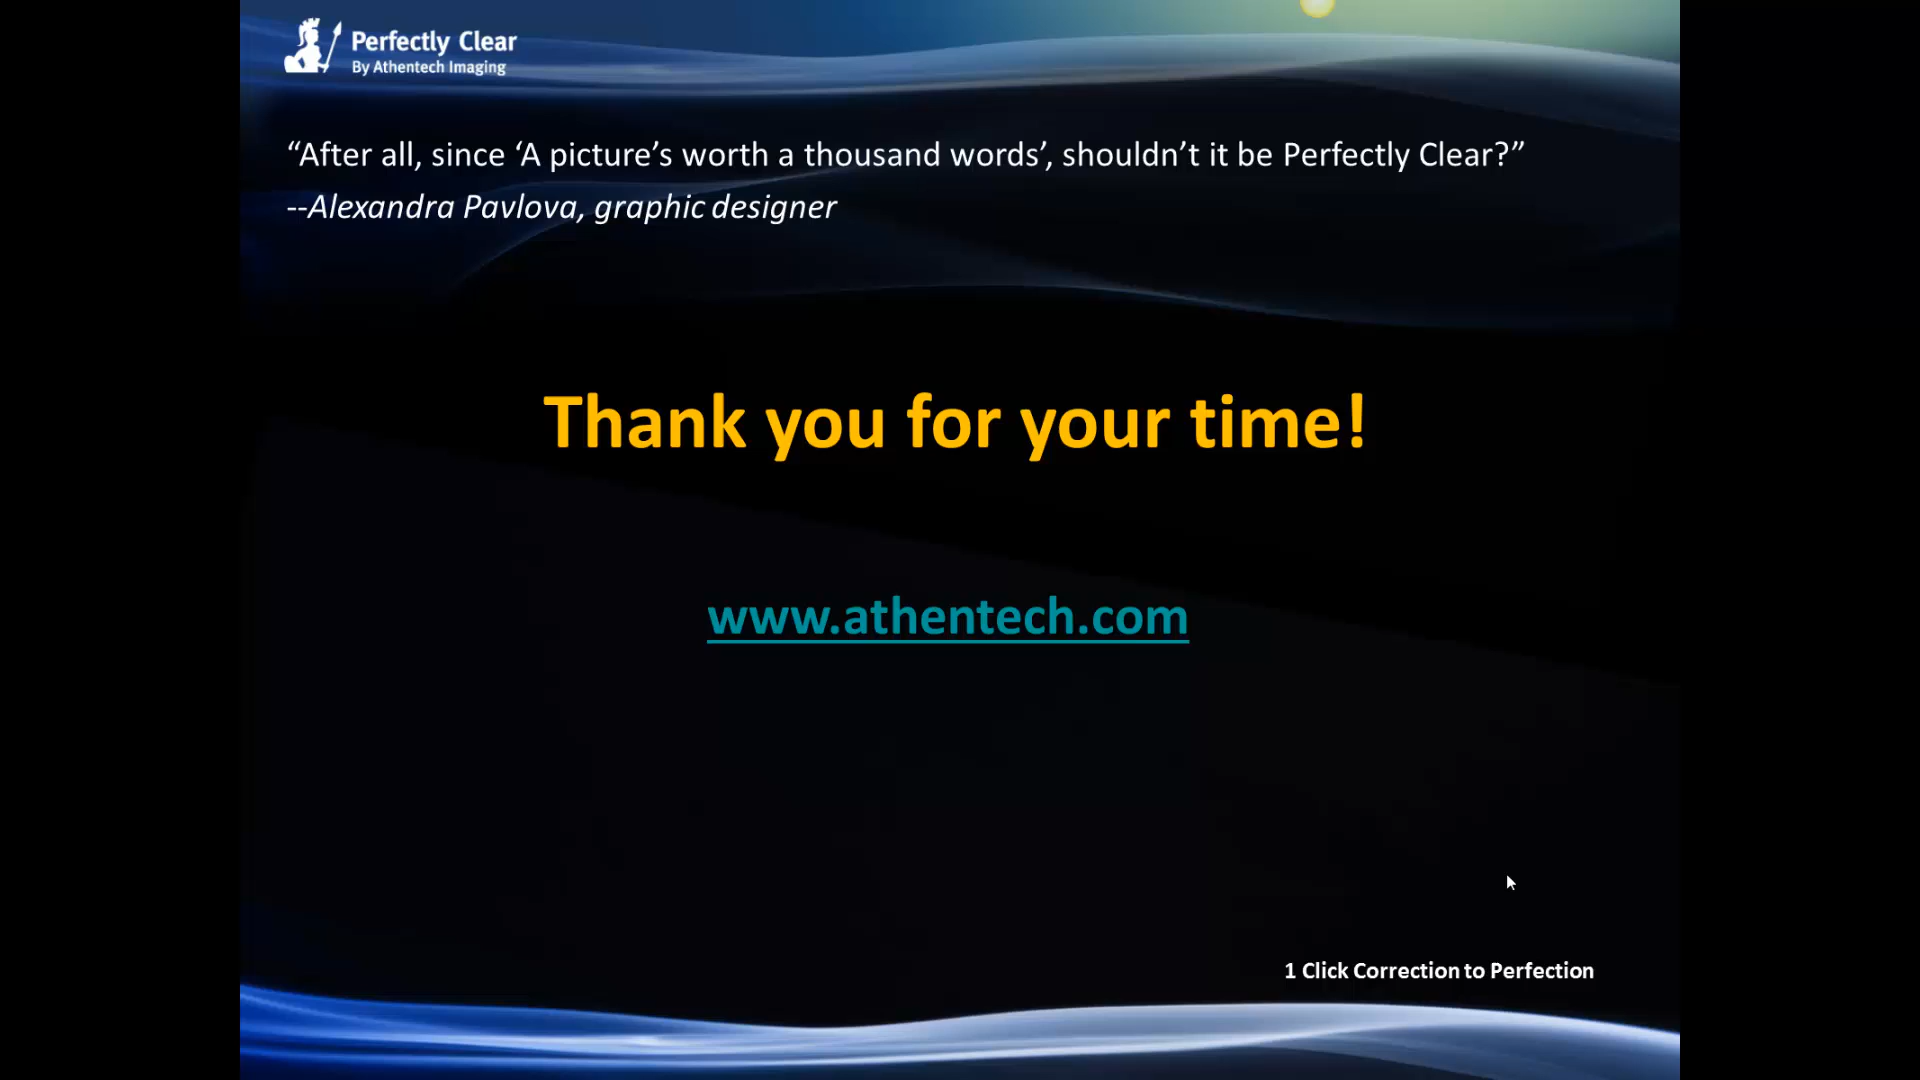 Perfectly Clear
By Athentech Imaging
“After all, since ‘A picture’s worth a thousand words’, shouldn’t it be Perfectly Clear?”
--Alexandra Pavlova, graphic designer
Thank you for your time!
www.athentech.com
1 Click Correction to Perfection